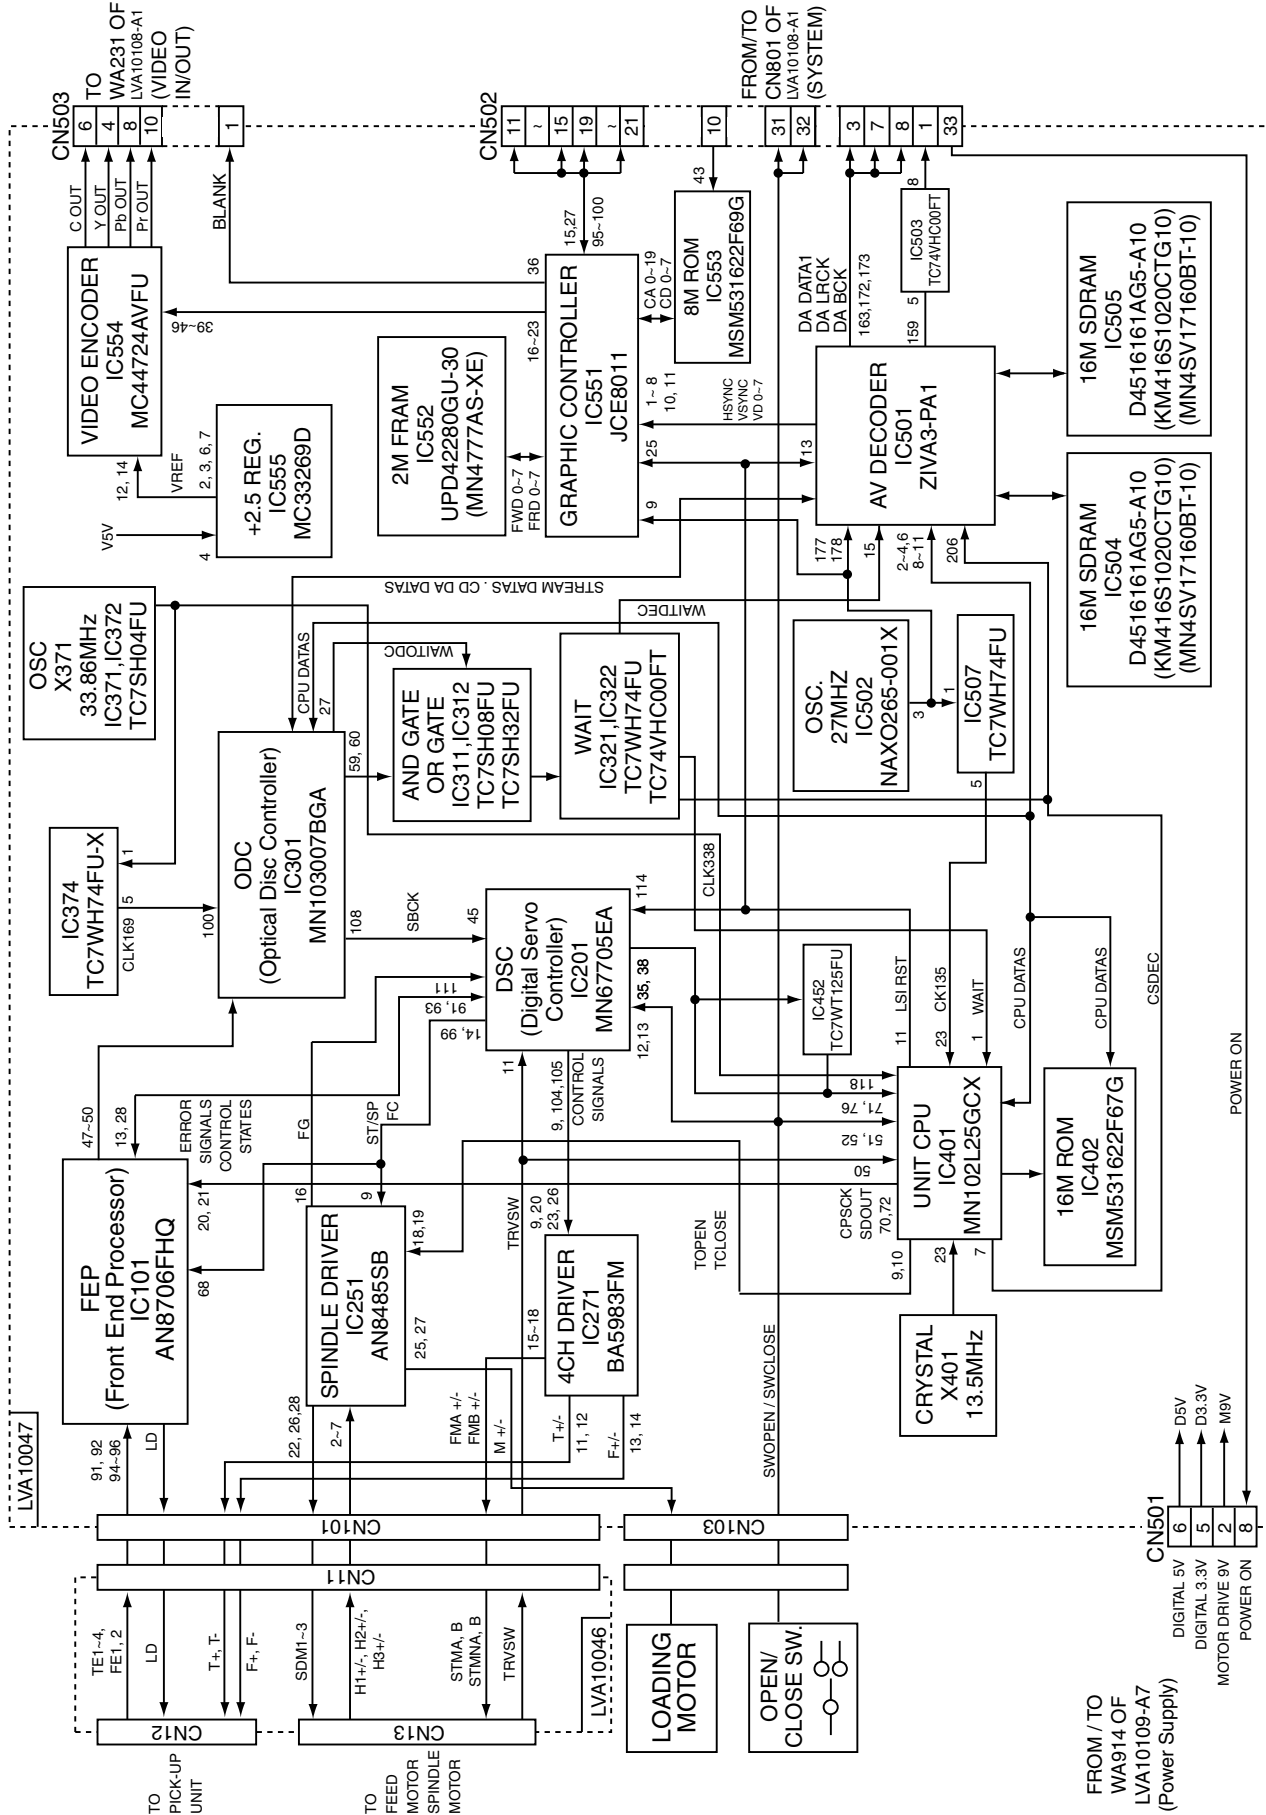 LVA10047
TE1~4,
FE1, 2
LD
T+, T-
F+, F-
SDM1~3
H1+/-, H2+/-,
H3+/-
STMA, B
STMNA, B
TRVSW
LVA10046
CN12
CN13
CN11
CN101
CN103
TO
PICK-UP
UNIT
TO
FEED
MOTOR
SPINDLE
MOTOR
LOADING
MOTOR
OPEN/
CLOSE SW.
FROM / TO
WA914 OF
LVA10109-A7
(Power Supply)
DIGITAL 5V
DIGITAL 3.3V
MOTOR DRIVE 9V
POWER ON
CN501
6
5
2
8
D5V
D3.3V
M9V
91, 92
94~96
LD
FEP
(Front End Processor)
IC101
AN8706FHQ
47~50
13, 28
ERROR
SIGNALS
CONTROL
STATES
20, 21
68
22, 26,28
2~7
SPINDLE DRIVER
IC251
AN8485SB
16
FG
9
ST/SP
FC
18,19
25, 27
FMA +/-
FMB +/-
M +/-
15~18
TRVSW
4CH DRIVER
IC271
BA5983FM
T+/-
11, 12
F+/-
13, 14
9, 20
23, 26
9, 104,105
CONTROL
SIGNALS
11
SWOPEN / SWCLOSE
TOPEN
TCLOSE
CPSCK
SDOUT
70,72
9,10
23
7
50
51, 52
71, 76
118
UNIT CPU
IC401
MN102L25GCX
CRYSTAL
X401
13.5MHz
16M ROM
IC402
MSM531622F67G
11
LSI RST
23
CK135
1
WAIT
CPU DATAS
CPU DATAS
CSDEC
POWER ON
IC452
TC7WT125FU
DSC
(Digital Servo
Controller)
IC201
MN67705EA
14, 99
91, 93
111
45
12,13
35, 38
114
SBCK
108
IC374
TC7WH74FU-X
1
5
CLK169
100
ODC
(Optical Disc Controller)
IC301
MN103007BGA
59, 60
27
CPU DATAS
WAITODC
CLK338
OSC
X371
33.86MHz
IC371,IC372
TC7SH04FU
AND GATE
OR GATE
IC311,IC312
TC7SH08FU
TC7SH32FU
WAIT
IC321,IC322
TC7WH74FU
TC74VHC00FT
WAITDEC
STREAM DATAS . CD DA DATAS
OSC.
27MHZ
IC502
NAXO265-001X
3
1
IC507
TC7WH74FU
5
V5V
4
+2.5 REG.
IC555
MC33269D
2, 3, 6, 7
VREF
12, 14
VIDEO ENCODER
IC554
MC44724AVFU
39~46
C OUT
Y OUT
Pb OUT
Pr OUT
BLANK
CN503
6
4
8
10
1
TO
WA231 OF
LVA10108-A1
(VIDEO
IN/OUT)
2M FRAM
IC552
UPD42280GU-30
(MN4777AS-XE)
FWD 0~7
FRD 0~7
GRAPHIC CONTROLLER
IC551
JCE8011
16~23
36
15,27
95~100
9
25
1~ 8
10, 11
CA 0~19
CD 0~7
8M ROM
IC553
MSM531622F69G
43
HSYNC
VSYNC
VD 0~7
13
AV DECODER
IC501
ZIVA3-PA1
177
178
15
2~4,6
8~11
206
DA DATA1
DA LRCK
DA BCK
163,172,173
159
5
IC503
TC74VHC00FT
8
16M SDRAM
IC504
D4516161AG5-A10
(KM416S1020CTG10)
(MN4SV17160BT-10)
16M SDRAM
IC505
D4516161AG5-A10
(KM416S1020CTG10)
(MN4SV17160BT-10)
CN502
11
~
15
19
~
21
10
31
32
3
7
8
1
33
FROM/TO
CN801 OF
LVA10108-A1
(SYSTEM)